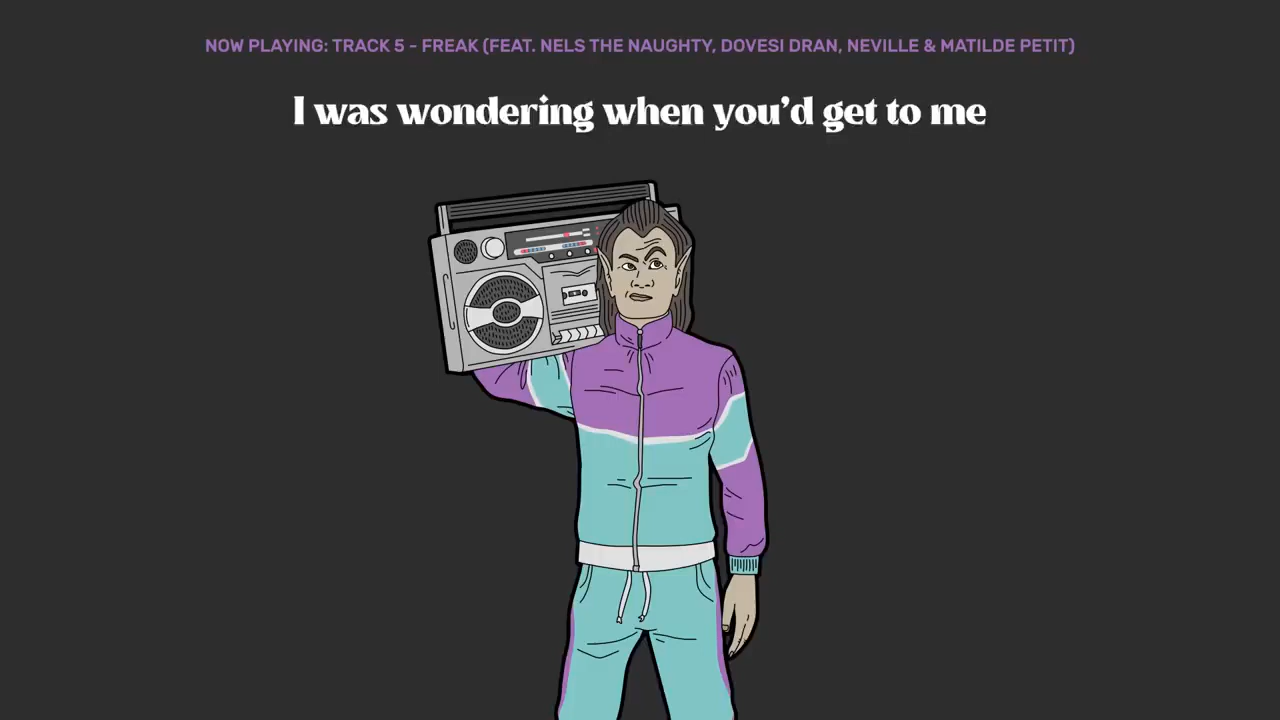 NOW PLAYING: TRACK 5 - FREAK (FEAT. NELS THE NAUGHTY, DOVESI DRAN, NEVILLE & MATILDE PETIT)
I was wondering when you’d get to me